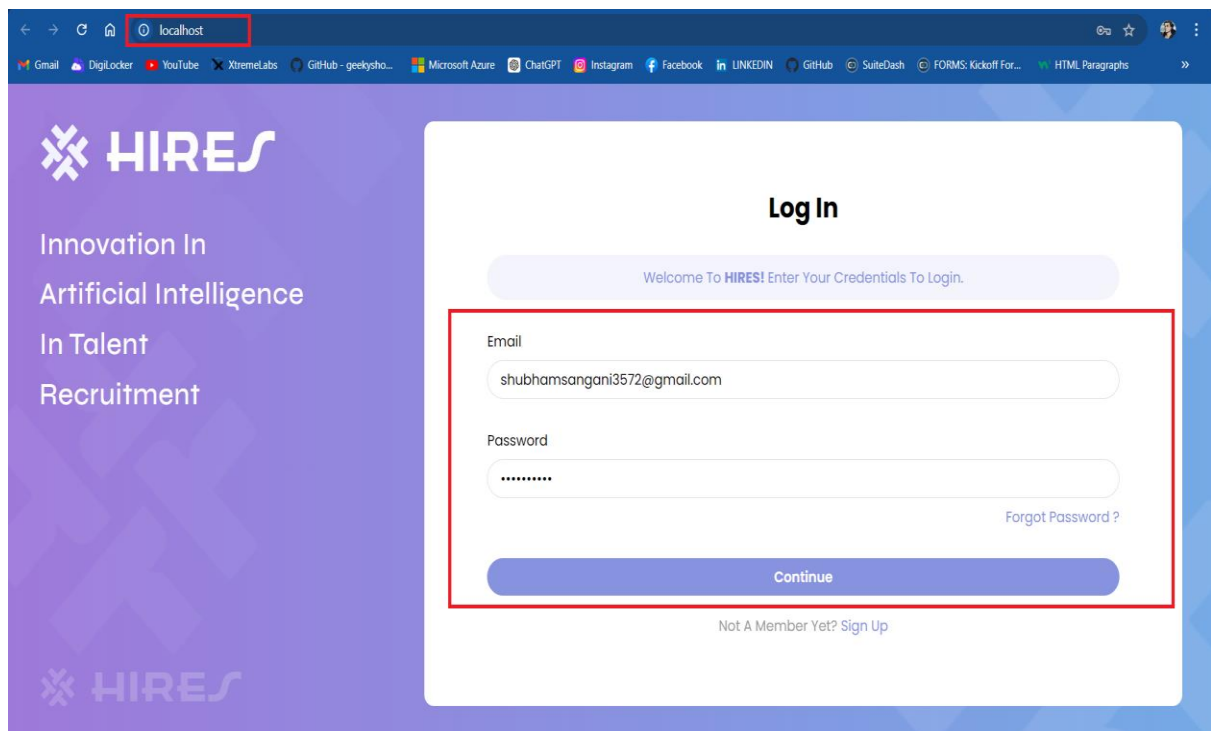 localhost
Gmail DigiLocker YouTube XtremeLabs GitHub - geekysho... Microsoft Azure ChatGPT Instagram Facebook LINKEDIN GitHub SuiteDash FORMS: Kickoff For... HTML Paragraphs »
HIRES
Innovation In
Artificial Intelligence
In Talent
Recruitment
Log In
Welcome To HIRES! Enter Your Credentials To Login.
Email
shubhamsangani3572@gmail.com
Password
••••••••••
Forgot Password ?
Continue
Not A Member Yet? Sign Up
HIRES